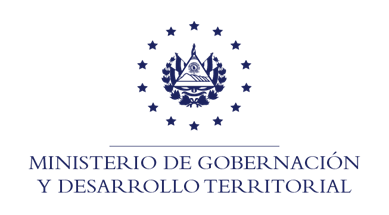 MINISTERIO DE GOBERNACIÓN
Y DESARROLLO TERRITORIAL